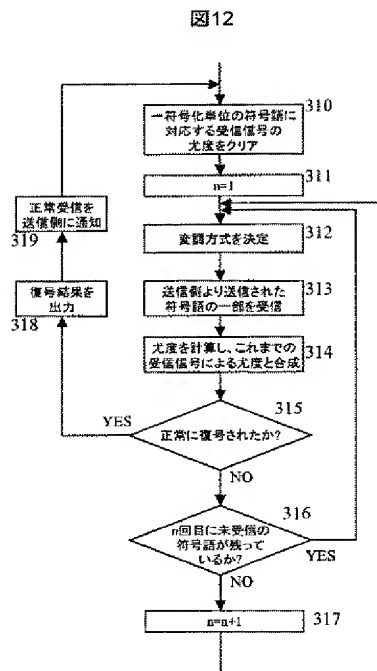 図12
310
一符号化単位の符号語に
対応する受信信号の
尤度をクリア
311
n=1
312
変調方式を決定
313
送信側より送信された
符号語の一部を受信
314
尤度を計算し、これまでの
受信信号による尤度と合成
315
正常に復号されたか?
YES
NO
316
n回目に未受信の
符号語が残って
いるか?
YES
NO
317
n=n+1
318
復号結果を
出力
319
正常受信を
送信側に通知